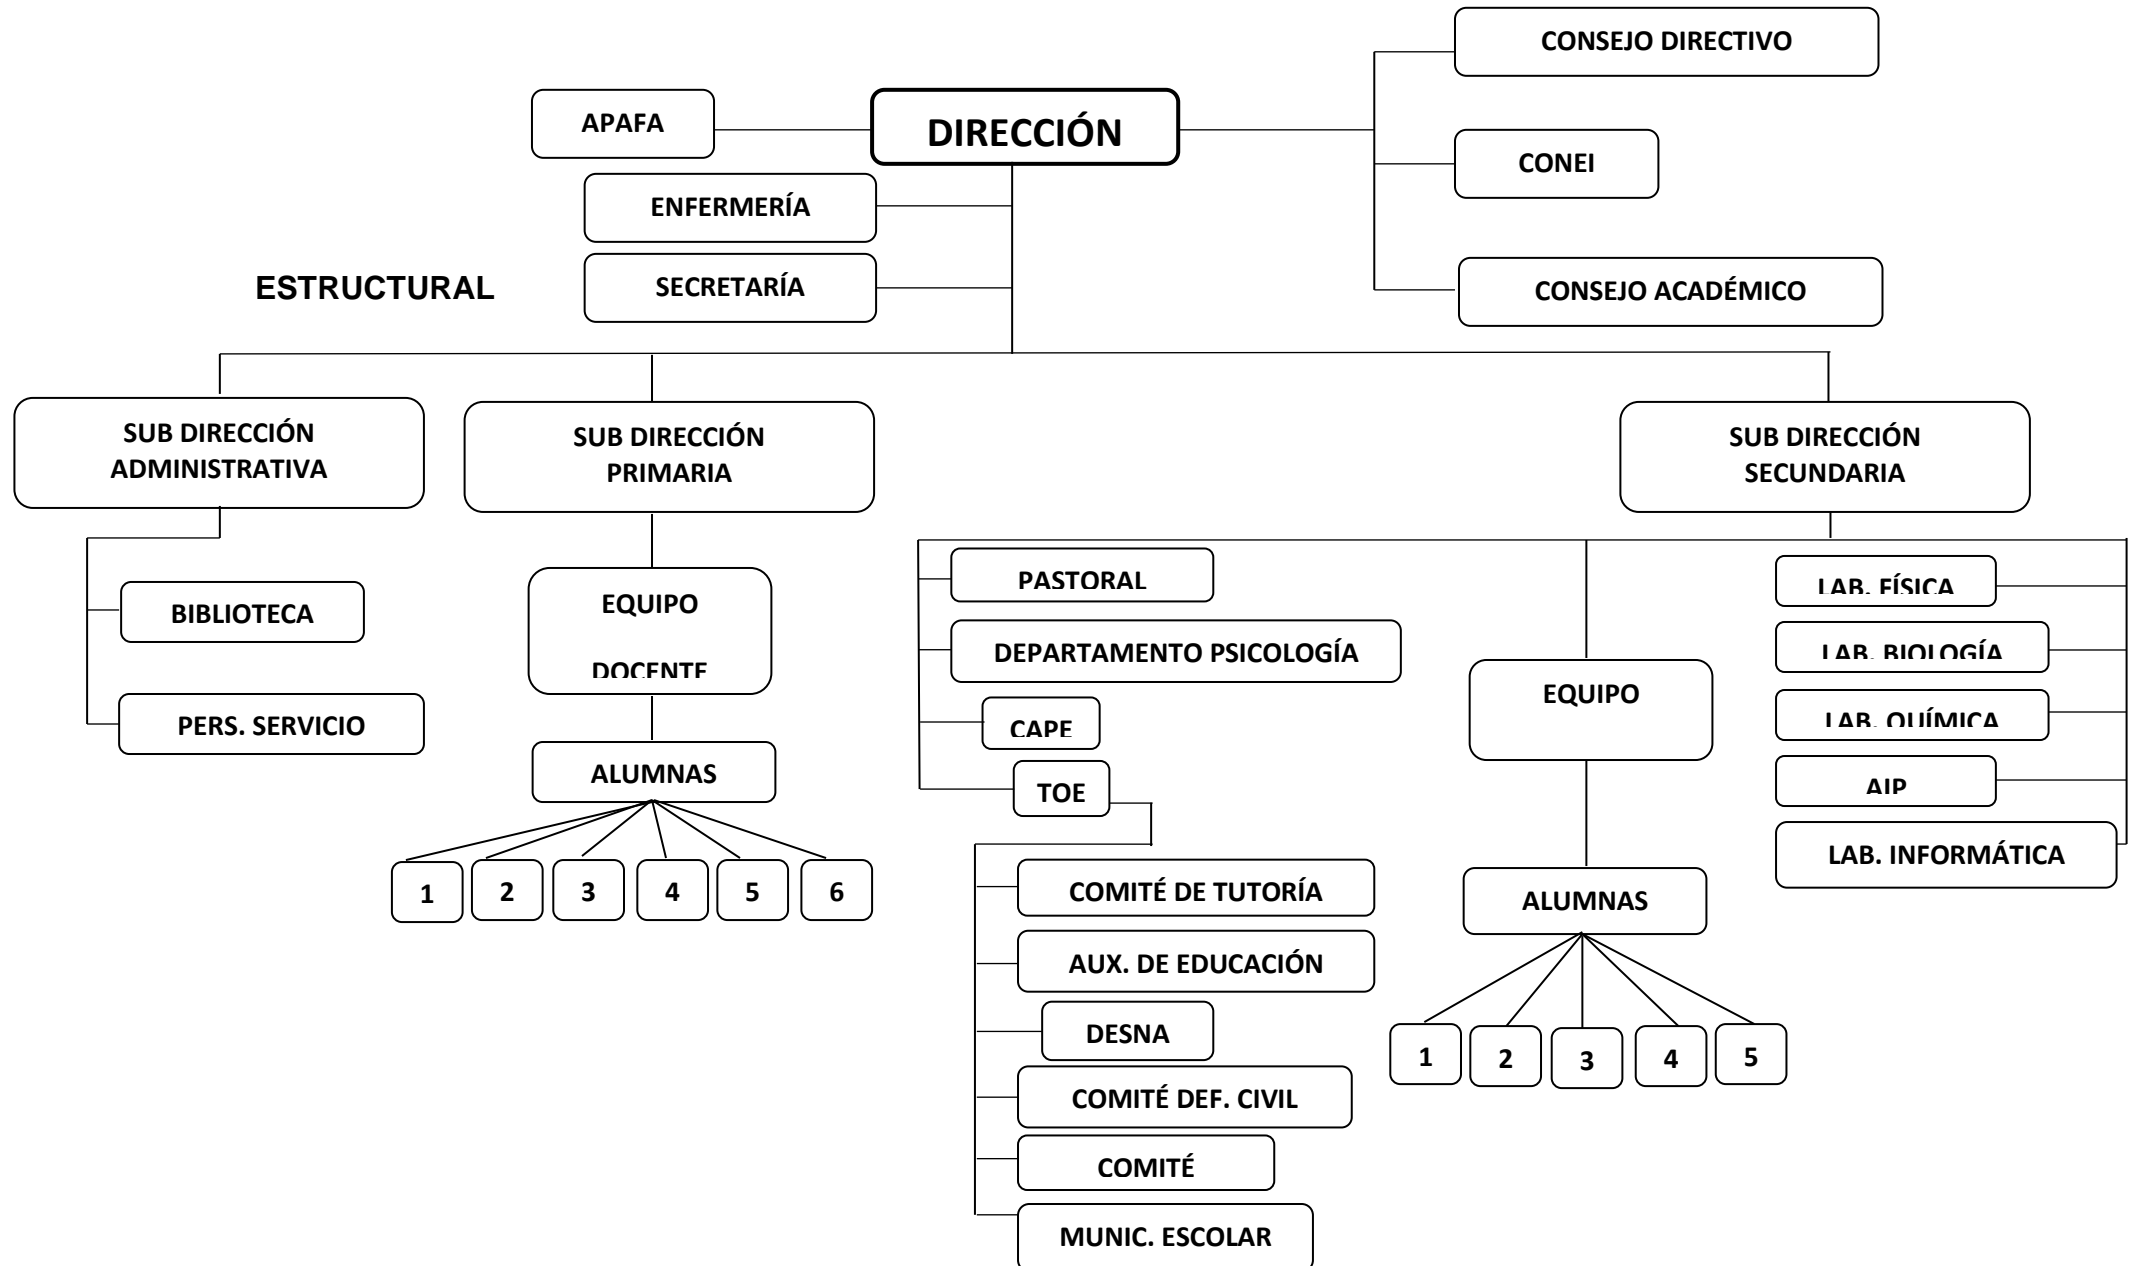 CONSEJO DIRECTIVO
APAFA
DIRECCIÓN
CONEI
ENFERMERÍA
ESTRUCTURAL
SECRETARÍA
CONSEJO ACADÉMICO
SUB DIRECCIÓN
ADMINISTRATIVA
SUB DIRECCIÓN
PRIMARIA
SUB DIRECCIÓN
SECUNDARIA
BIBLIOTECA
PERS. SERVICIO
EQUIPO
DOCENTE
ALUMNAS
1
2
3
4
5
6
PASTORAL
DEPARTAMENTO PSICOLOGÍA
CAPE
TOE
COMITÉ DE TUTORÍA
AUX. DE EDUCACIÓN
DESNA
COMITÉ DEF. CIVIL
COMITÉ
MUNIC. ESCOLAR
EQUIPO
ALUMNAS
1
2
3
4
5
LAB. FÍSICA
LAB. BIOLOGÍA
LAB. QUÍMICA
AIP
LAB. INFORMÁTICA